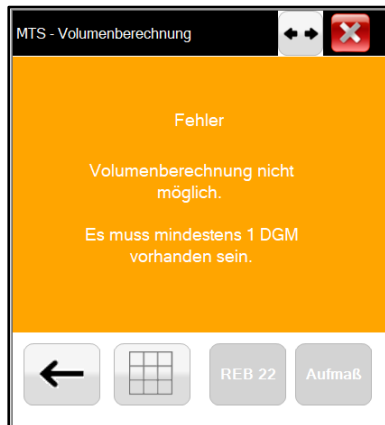 MTS - Volumenberechnung
Fehler
Volumenberechnung nicht
möglich.
Es muss mindestens 1 DGM
vorhanden sein.
REB 22 Aufmaß